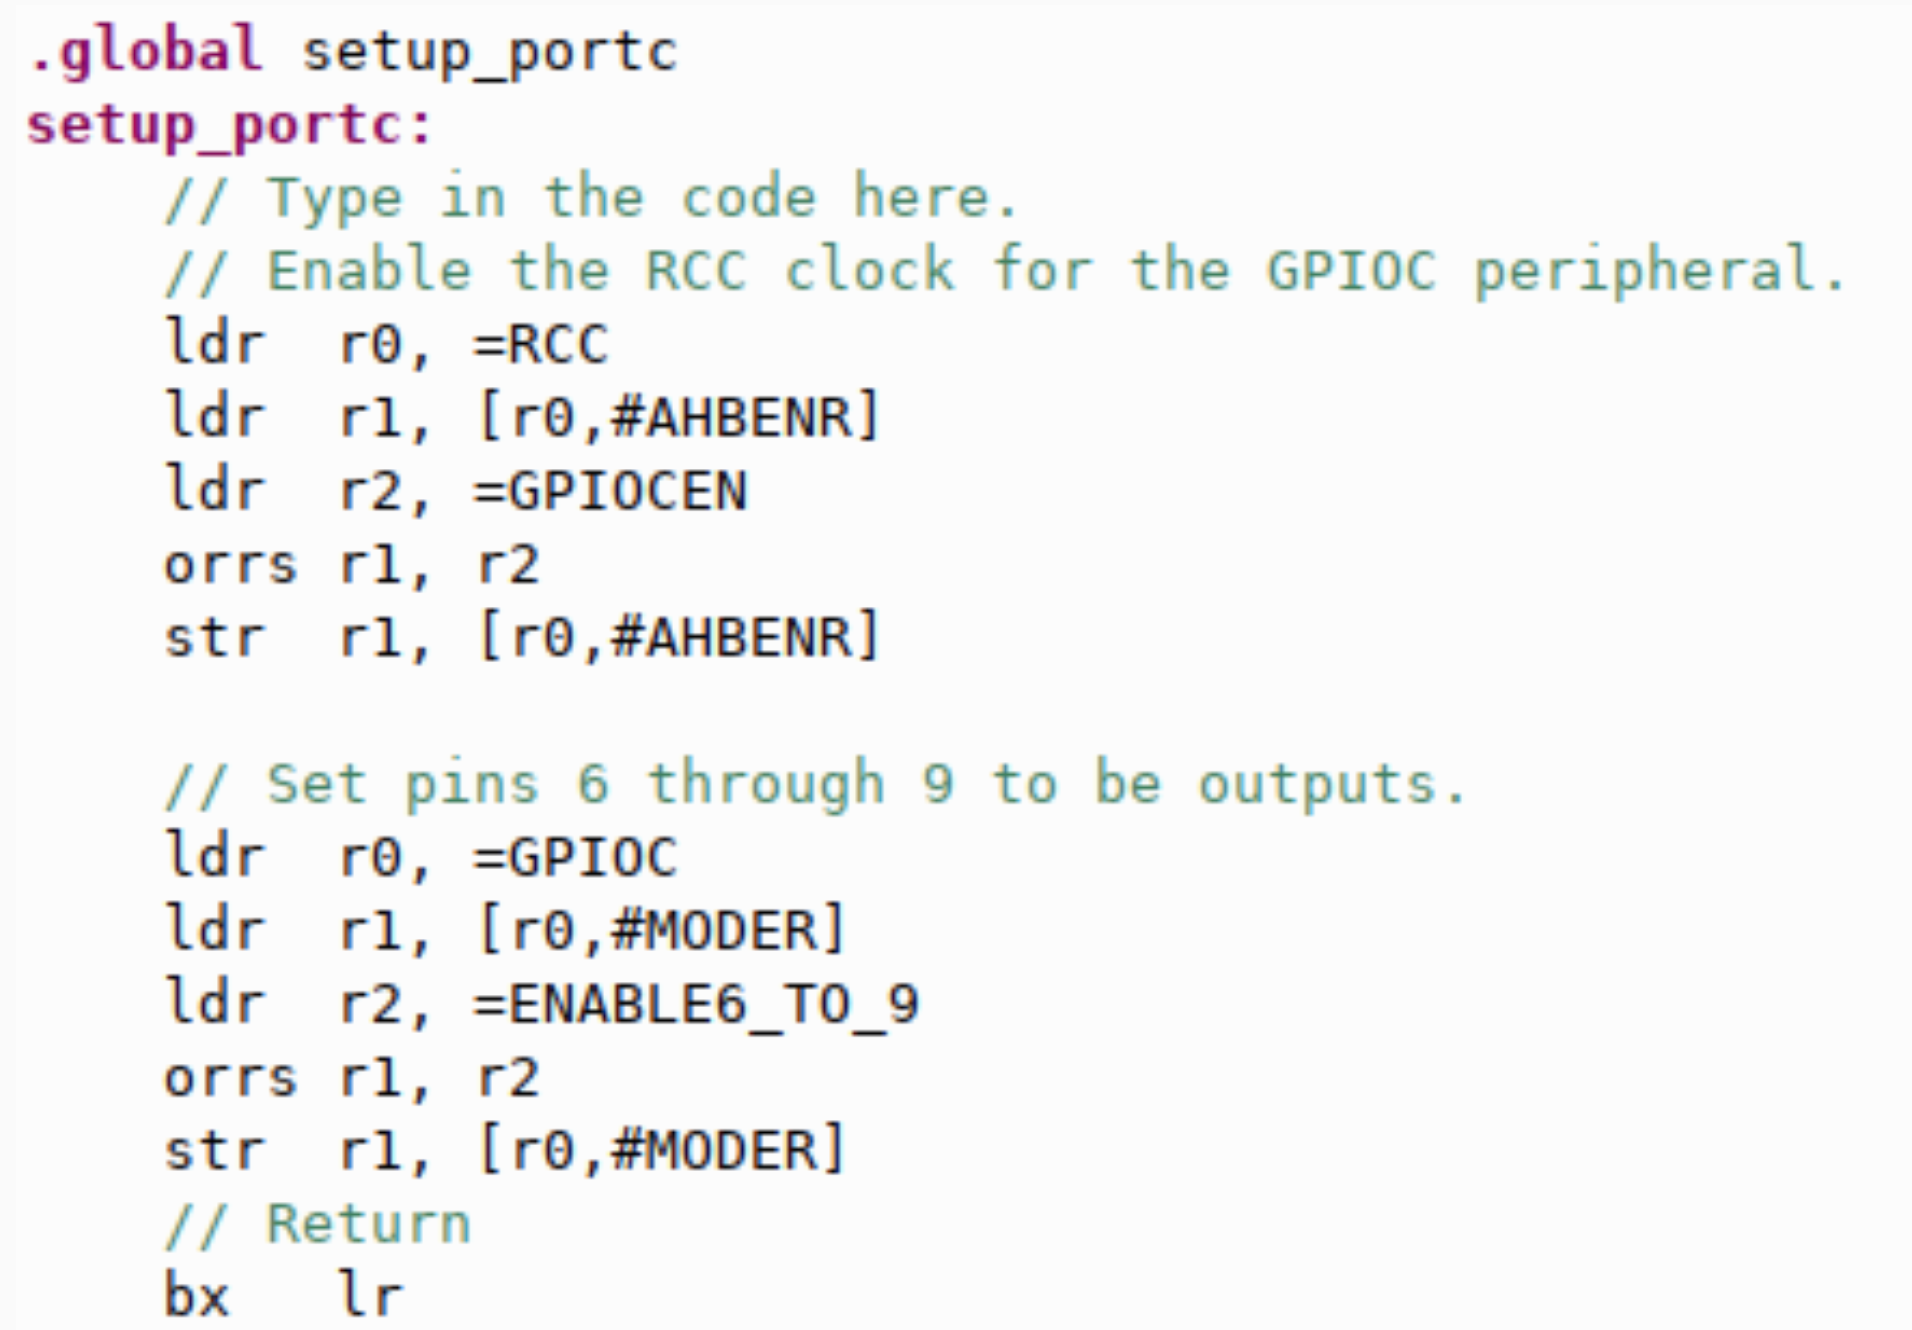 .global setup_portc
setup_portc:
    // Type in the code here.
    // Enable the RCC clock for the GPIOC peripheral.
    ldr  r0, =RCC
    ldr  r1, [r0,#AHBENR]
    ldr  r2, =GPIOCEN
    orrs r1, r2
    str  r1, [r0,#AHBENR]

    // Set pins 6 through 9 to be outputs.
    ldr  r0, =GPIOC
    ldr  r1, [r0,#MODER]
    ldr  r2, =ENABLE6_TO_9
    orrs r1, r2
    str  r1, [r0,#MODER]
    // Return
    bx   lr